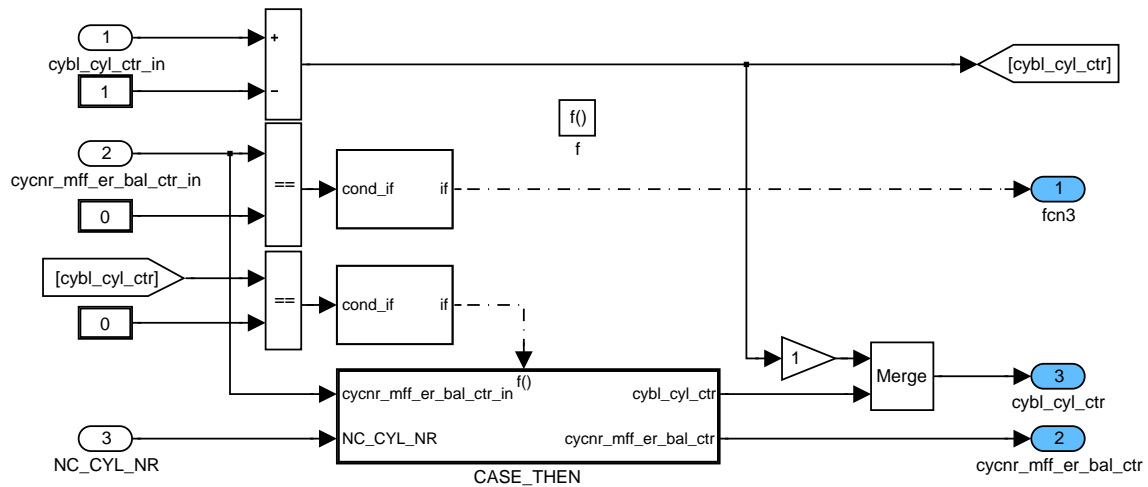 1
cybl_cyl_ctr_in
1
+
−
[cybl_cyl_ctr]
f()
f
2
cycnr_mff_er_bal_ctr_in
0
==
cond_if
if
1
fcn3
[cybl_cyl_ctr]
0
==
cond_if
if
1
Merge
3
cybl_cyl_ctr
f()
cycnr_mff_er_bal_ctr_in
cybl_cyl_ctr
NC_CYL_NR
cycnr_mff_er_bal_ctr
CASE_THEN
3
NC_CYL_NR
2
cycnr_mff_er_bal_ctr